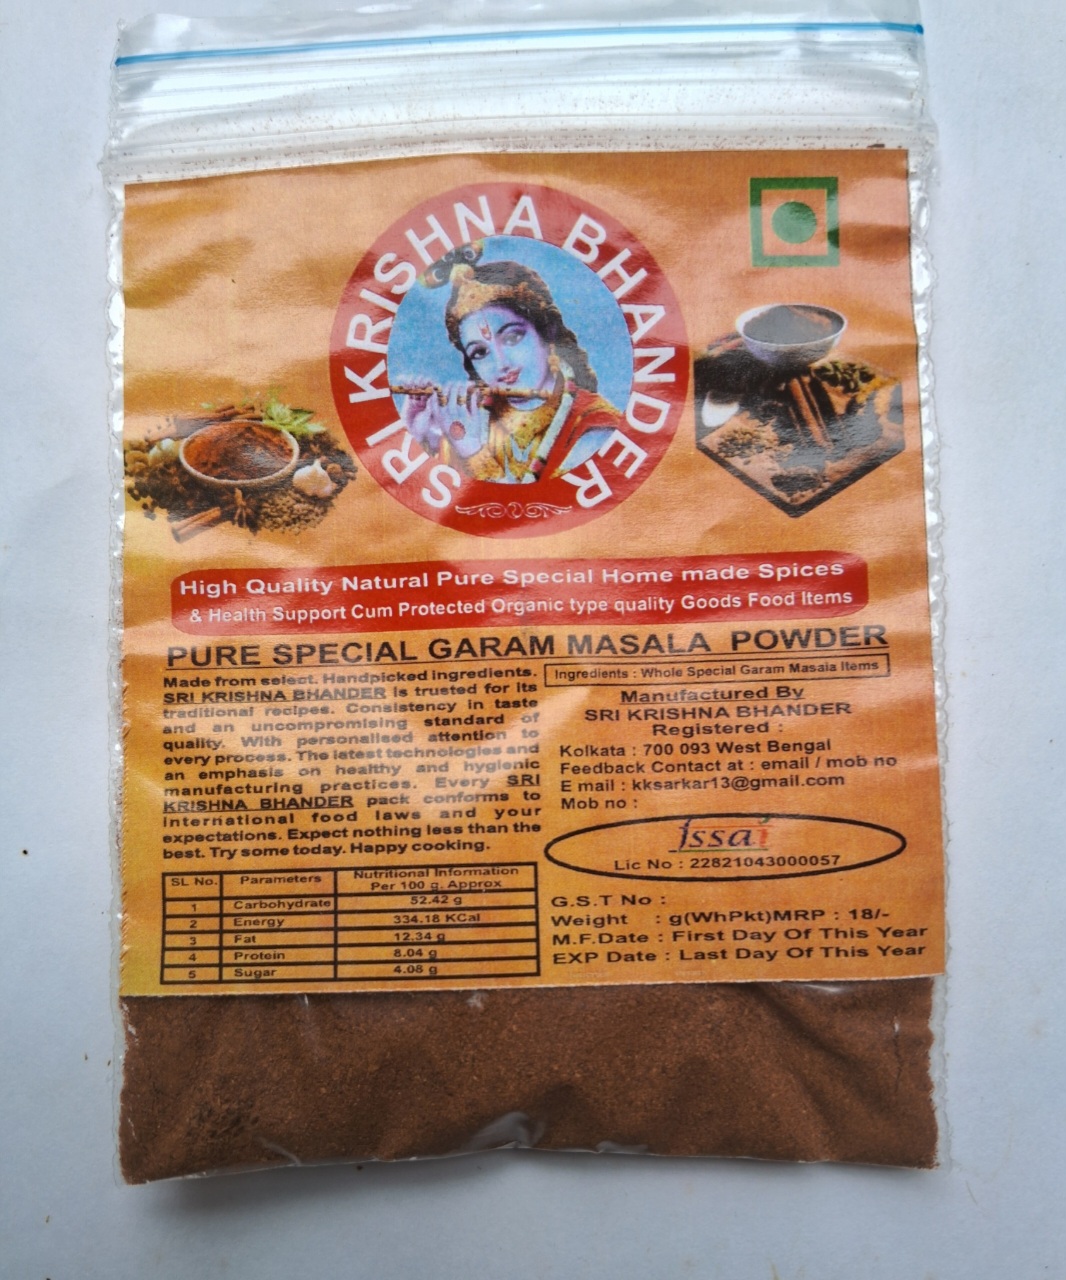 SRI KRISHNA BHANDER
High Quality Natural Pure Special Home made Spices
& Health Support Cum Protected Organic type quality Goods Food Items
PURE SPECIAL GARAM MASALA POWDER
Made from select. Handpicked ingredients.
SRI KRISHNA BHANDER is trusted for its
traditional recipes. Consistency in taste
and an uncompromising standard of
quality. With personalised attention to
every process. The latest technologies and
an emphasis on healthy and hygienic
manufacturing practices. Every SRI
KRISHNA BHANDER pack conforms to
international food laws and your
expectations. Expect nothing less than the
best. Try some today. Happy cooking.
SL No. Parameters Nutritional Information
Per 100 g. Approx
1 Carbohydrate 52.42 g
2 Energy 334.18 KCal
3 Fat 12.34 g
4 Protein 8.04 g
5 Sugar 4.08 g
Ingredients : Whole Special Garam Masala Items
Manufactured By
SRI KRISHNA BHANDER
Registered :
Kolkata : 700 093 West Bengal
Feedback Contact at : email / mob no
E mail : kksarkar13@gmail.com
Mob no :
fssai
Lic No : 22821043000057
G.S.T No :
Weight : g(WhPkt)MRP : 18/-
M.F.Date : First Day Of This Year
EXP Date : Last Day Of This Year